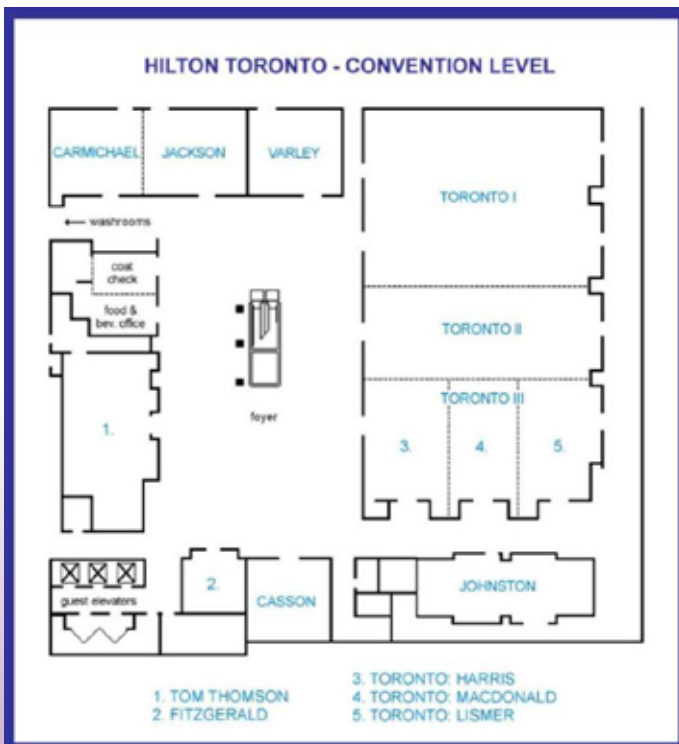 HILTON TORONTO - CONVENTION LEVEL
CARMICHAEL JACKSON VARLEY
TORONTO I
← washrooms
coat
check
food &
bev. office
TORONTO II
TORONTO III
foyer
1.
3. 4. 5.
guest elevators
2.
CASSON
JOHNSTON
1. TOM THOMSON
2. FITZGERALD
3. TORONTO: HARRIS
4. TORONTO: MACDONALD
5. TORONTO: LISMER